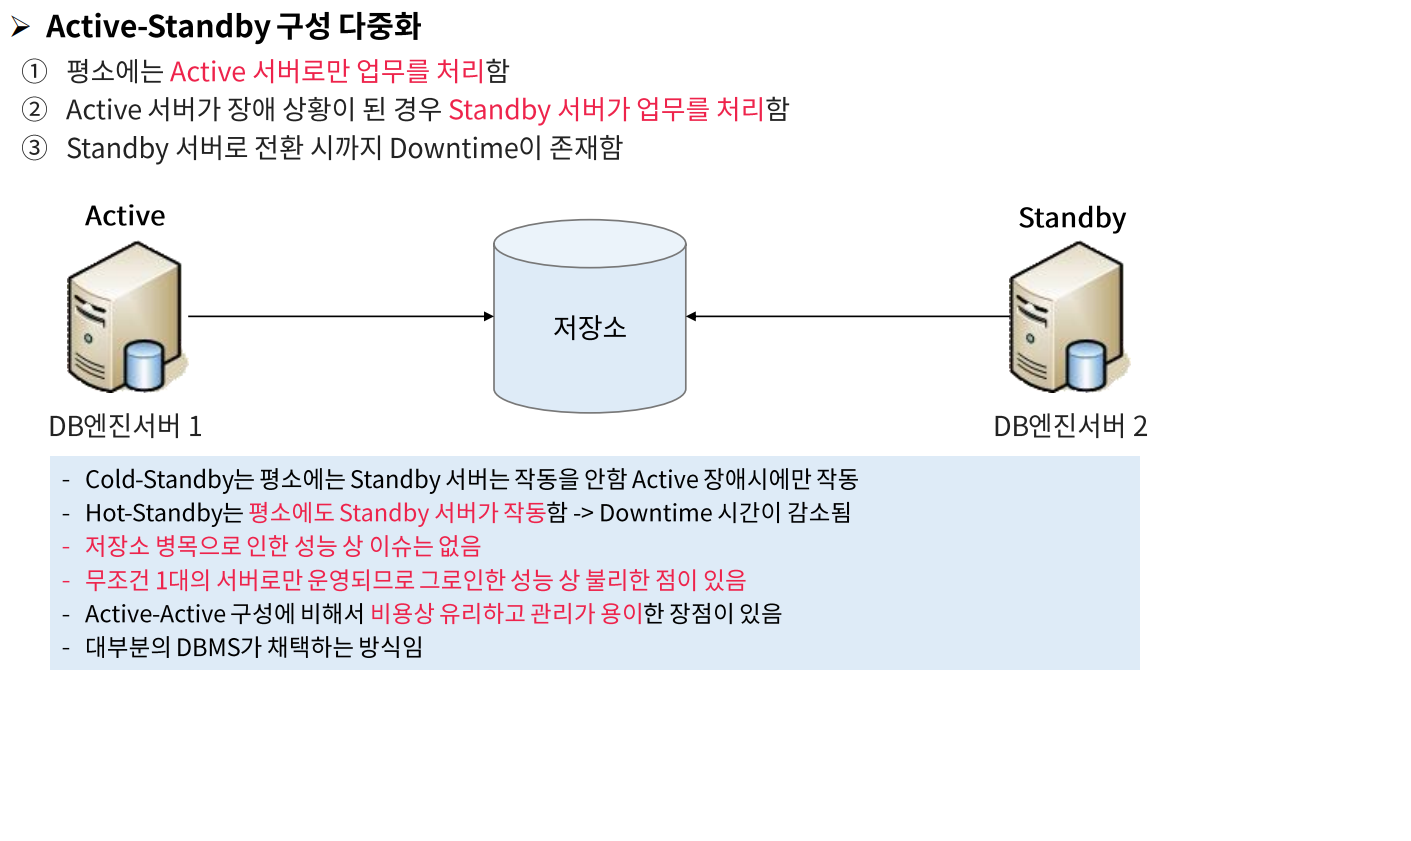 ➢ Active-Standby 구성 다중화
① 평소에는 Active 서버로만 업무를 처리함
② Active 서버가 장애 상황이 된 경우 Standby 서버가 업무를 처리함
③ Standby 서버로 전환 시까지 Downtime이 존재함
Active
Standby
저장소
DB엔진서버 1
DB엔진서버 2
- Cold-Standby는 평소에는 Standby 서버는 작동을 안함 Active 장애시에만 작동
- Hot-Standby는 평소에도 Standby 서버가 작동함 -> Downtime 시간이 감소됨
- 저장소 병목으로 인한 성능 상 이슈는 없음
- 무조건 1대의 서버로만 운영되므로 그로인한 성능 상 불리한 점이 있음
- Active-Active 구성에 비해서 비용상 유리하고 관리가 용이한 장점이 있음
- 대부분의 DBMS가 채택하는 방식임